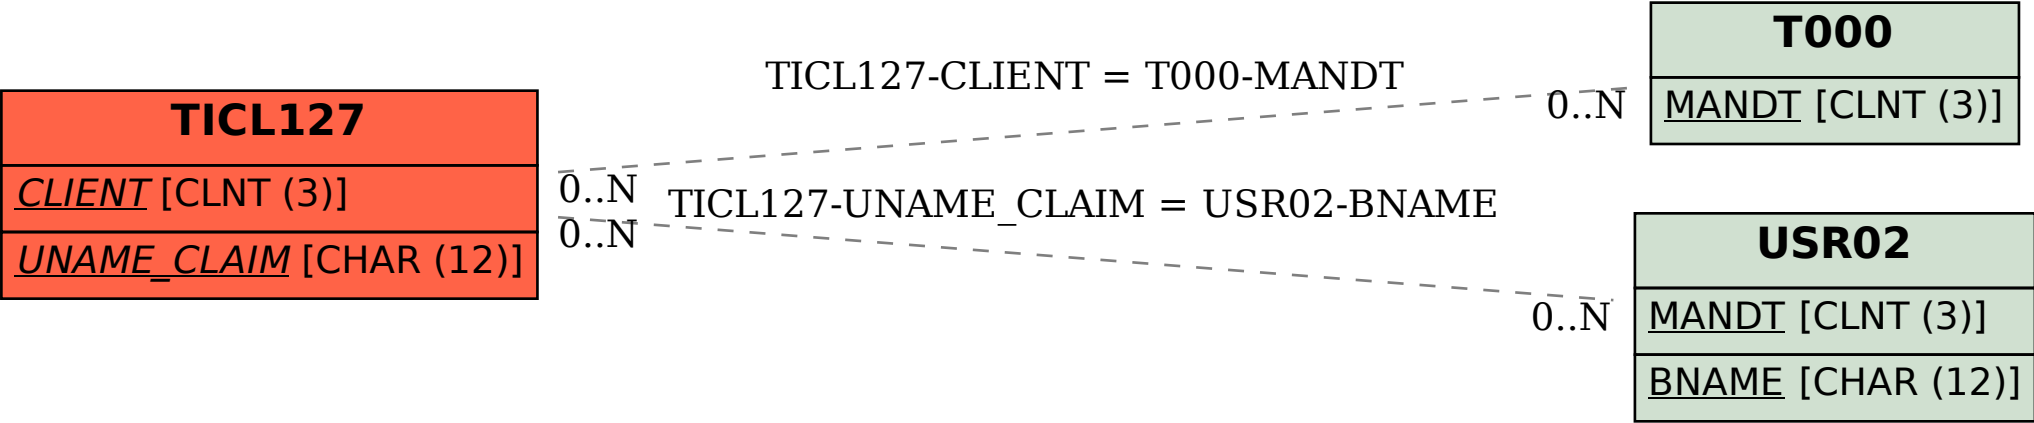 T000
TICL127-CLIENT = T000-MANDT
0..N
MANDT [CLNT (3)]
TICL127
CLIENT [CLNT (3)]
0..N
TICL127-UNAME_CLAIM = USR02-BNAME
0..N
UNAME_CLAIM [CHAR (12)]
USR02
0..N
MANDT [CLNT (3)]
BNAME [CHAR (12)]